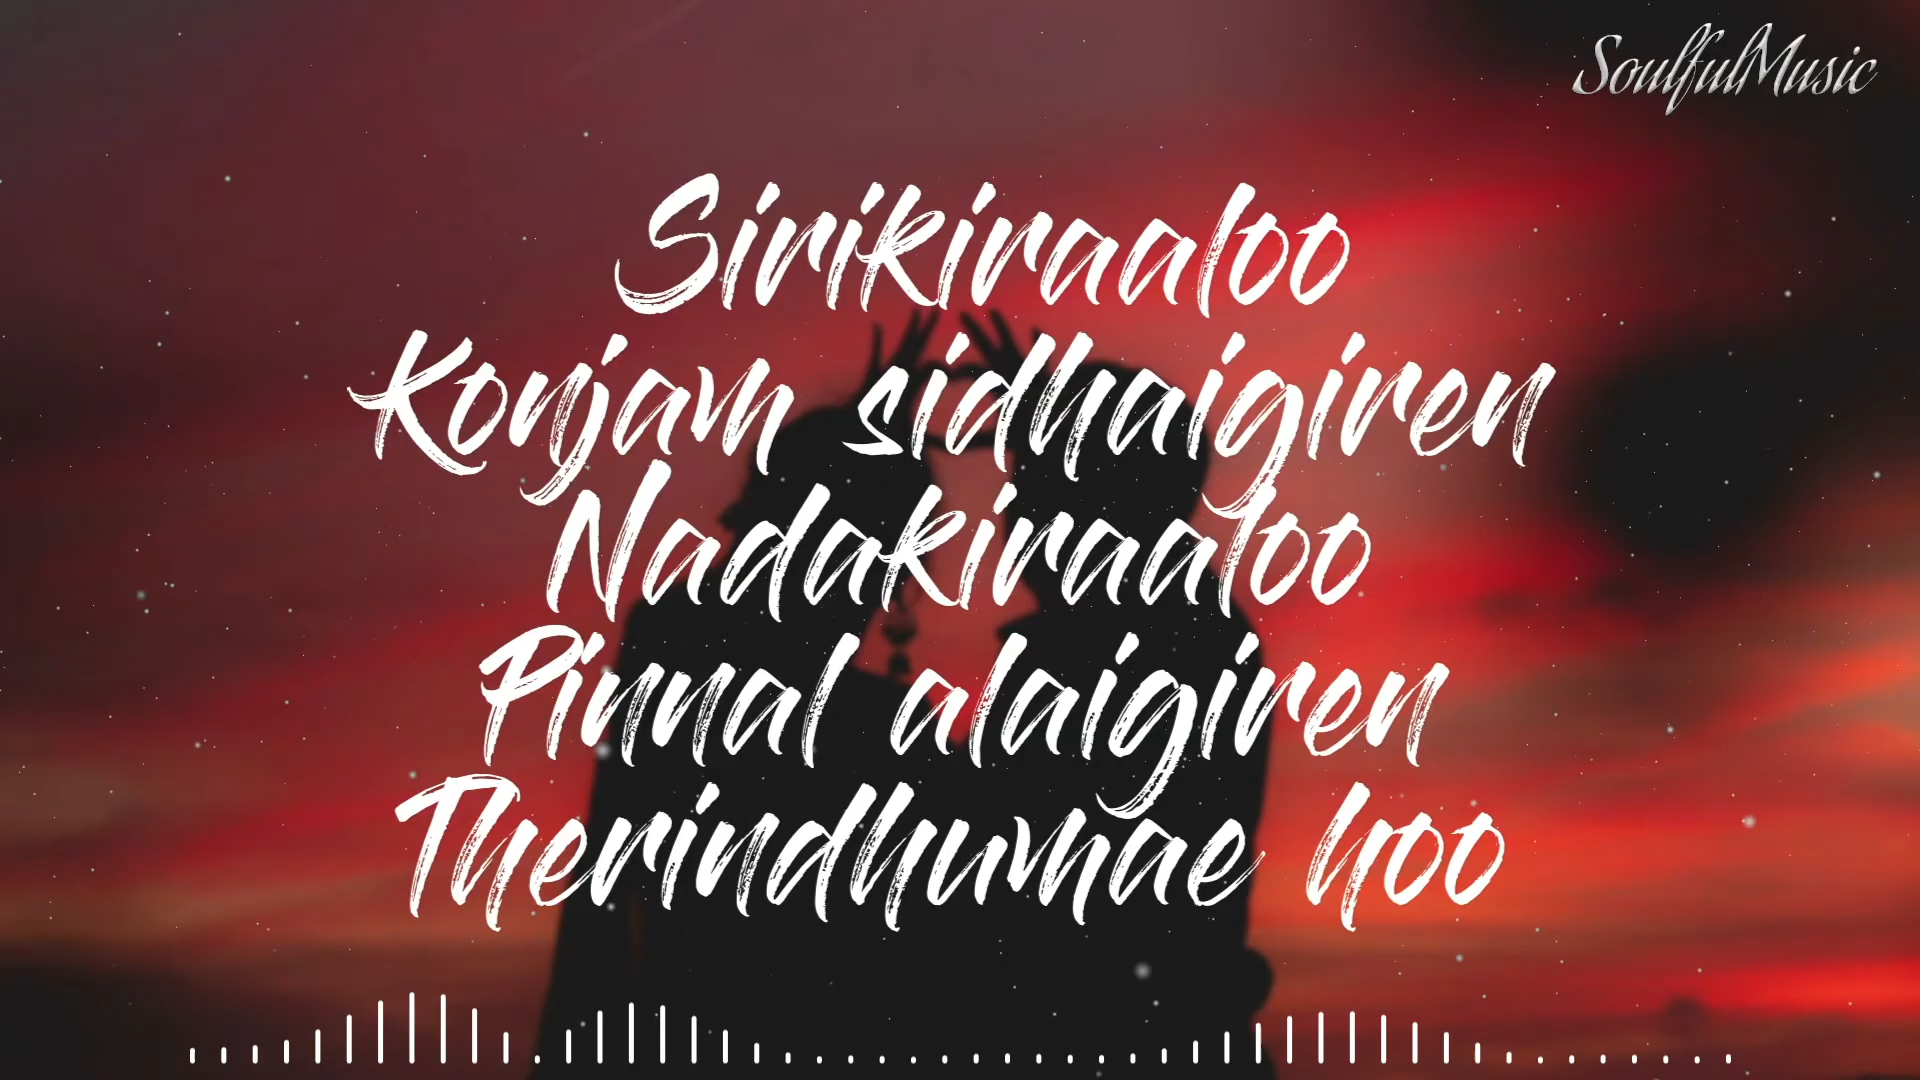 SoulfulMusic
Sirikiraaloo
Konjam sidhaigiren
Nadakiraaloo
Pinnal alaigiren
Therindhumae hoo